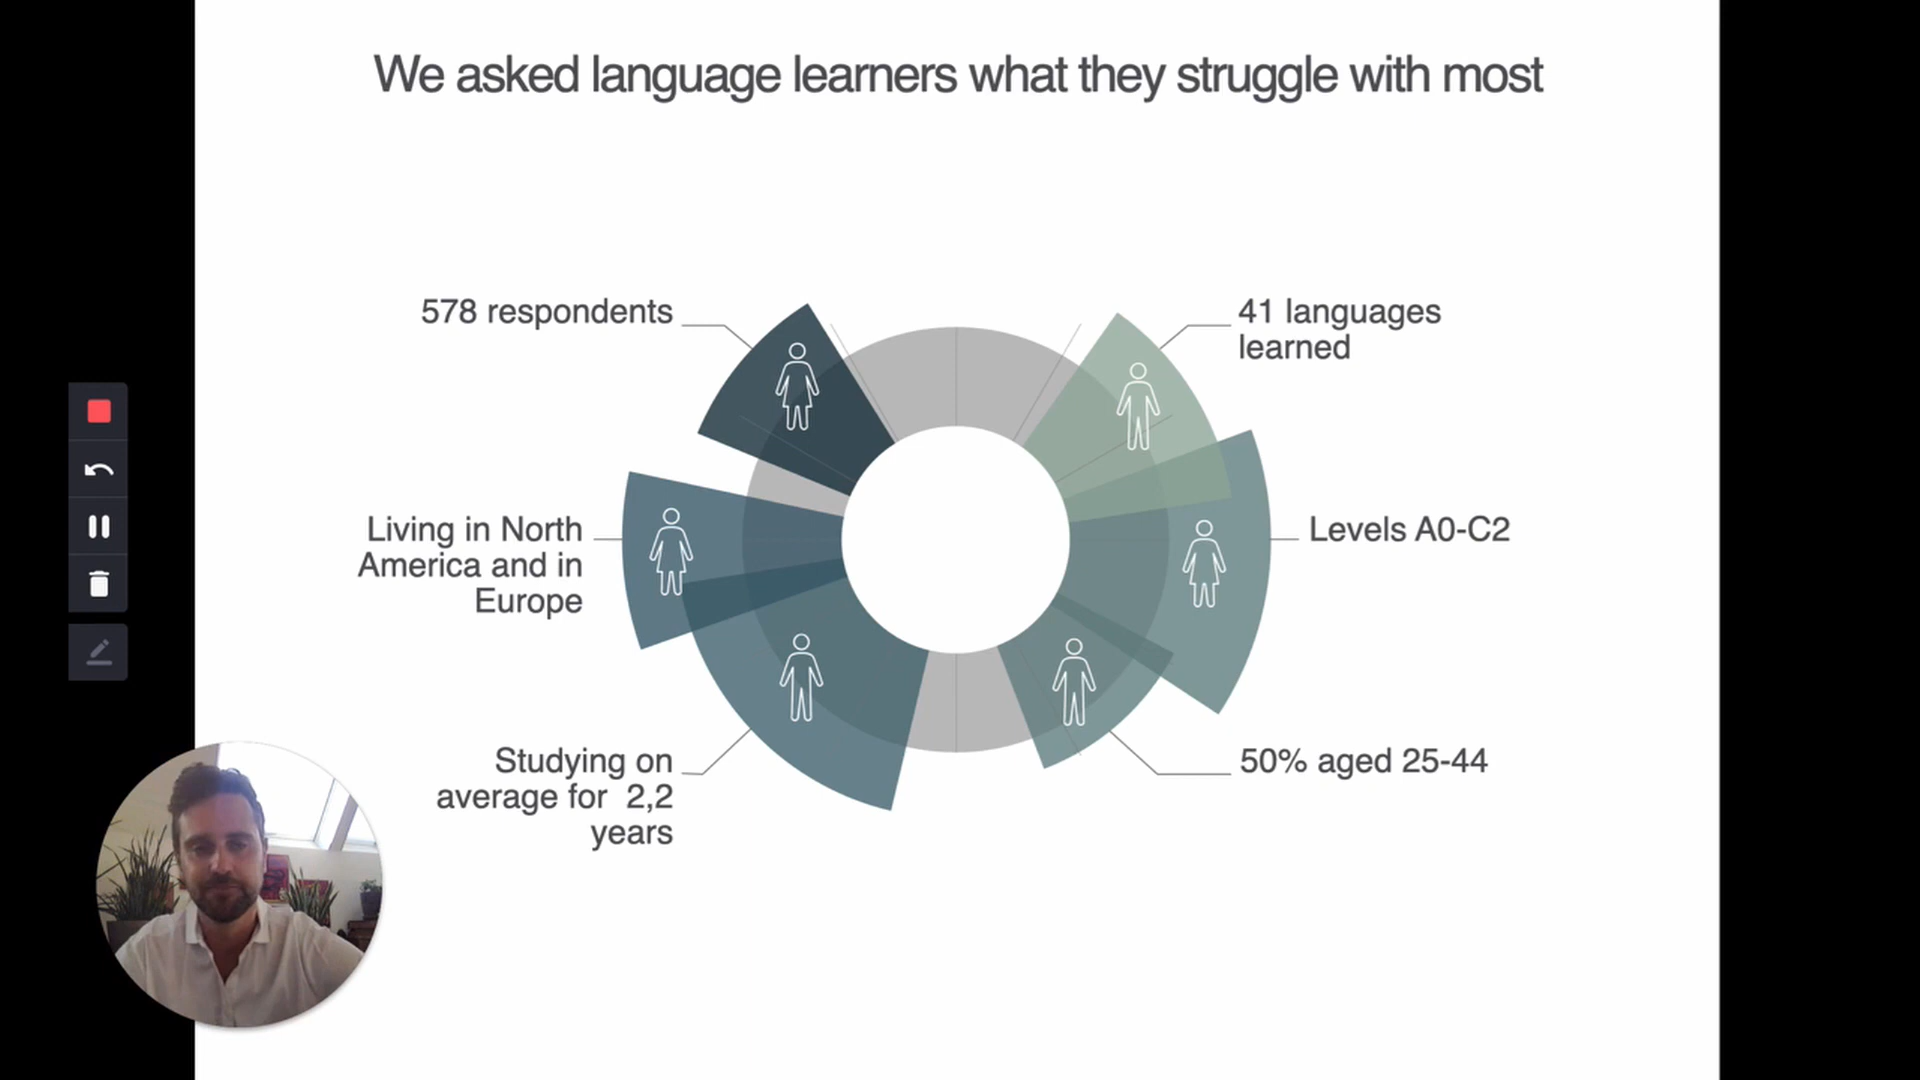 We asked language learners what they struggle with most
578 respondents
41 languages
learned
Living in North
America and in
Europe
Levels A0-C2
Studying on
average for  2,2
years
50% aged 25-44